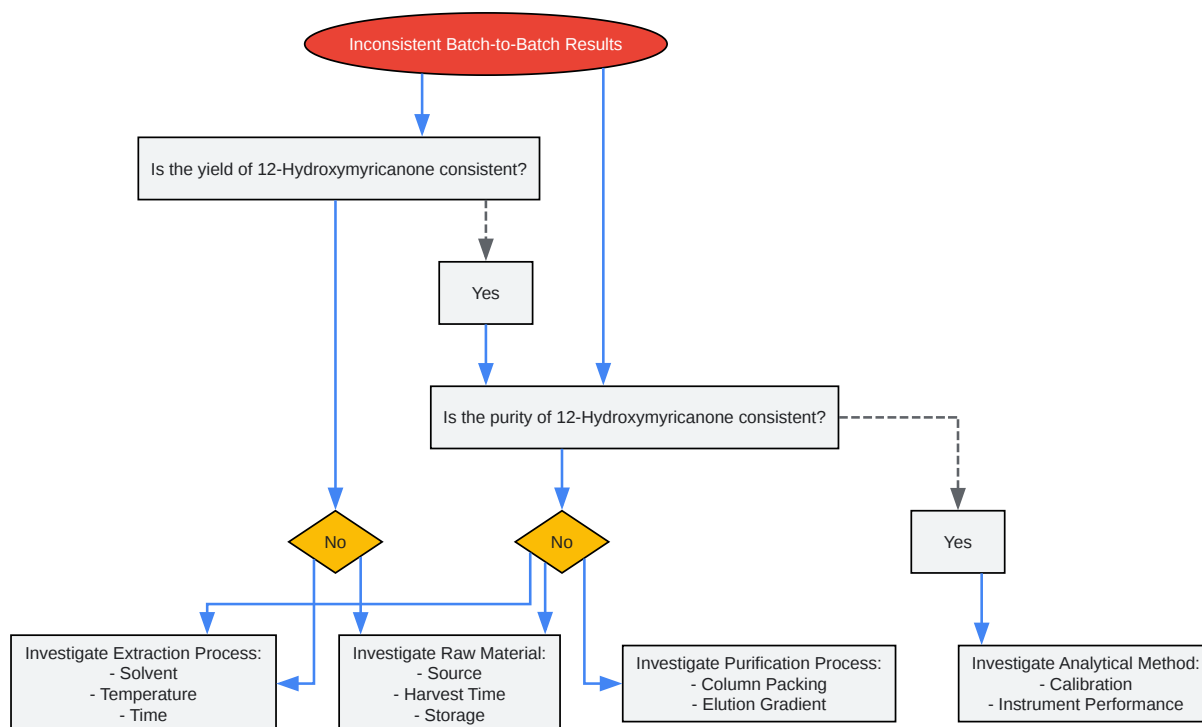 Inconsistent Batch-to-Batch Results
Is the yield of 12-Hydroxymyricanone consistent?
Yes
Is the purity of 12-Hydroxymyricanone consistent?
No
No
Yes
Investigate Extraction Process:
- Solvent
- Temperature
- Time
Investigate Raw Material:
- Source
- Harvest Time
- Storage
Investigate Purification Process:
- Column Packing
- Elution Gradient
Investigate Analytical Method:
- Calibration
- Instrument Performance